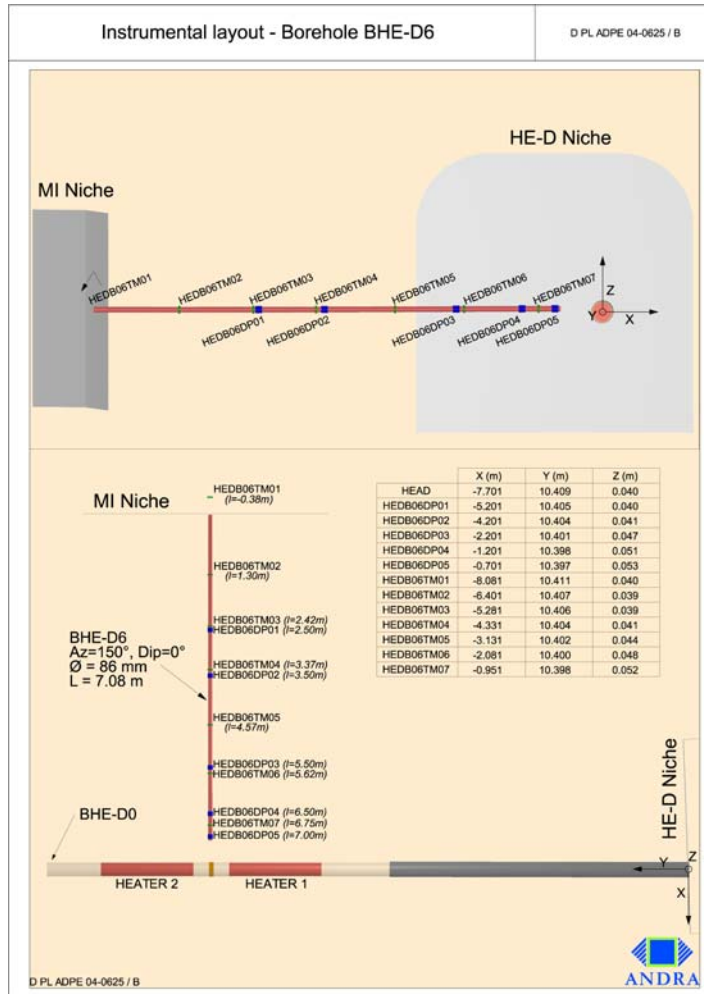 Instrumental layout - Borehole BHE-D6
D PL ADPE 04-0625 / B
HE-D Niche
MI Niche
HEDB06TM01
HEDB06TM02
HEDB06TM03
HEDB06TM04
HEDB06TM05
HEDB06TM06
HEDB06TM07
HEDB06DP01
HEDB06DP02
HEDB06DP03
HEDB06DP04
HEDB06DP05
Z
Y
X
MI Niche
HEDB06TM01
(l=-0.38m)
HEDB06TM02
(l=1.30m)
HEDB06TM03 (l=2.42m)
HEDB06DP01 (l=2.50m)
BHE-D6
Az=150°, Dip=0°
Ø = 86 mm
L = 7.08 m
HEDB06TM04 (l=3.37m)
HEDB06DP02 (l=3.50m)
HEDB06TM05
(l=4.57m)
HEDB06DP03 (l=5.50m)
HEDB06TM06 (l=5.62m)
HEDB06DP04 (l=6.50m)
HEDB06TM07 (l=6.75m)
HEDB06DP05 (l=7.00m)
X (m) Y (m) Z (m)
HEAD -7.701 10.409 0.040
HEDB06DP01 -5.201 10.405 0.040
HEDB06DP02 -4.201 10.404 0.041
HEDB06DP03 -2.201 10.401 0.047
HEDB06DP04 -1.201 10.398 0.051
HEDB06DP05 -0.701 10.397 0.053
HEDB06TM01 -8.081 10.411 0.040
HEDB06TM02 -6.401 10.407 0.039
HEDB06TM03 -5.281 10.406 0.039
HEDB06TM04 -4.331 10.404 0.041
HEDB06TM05 -3.131 10.402 0.044
HEDB06TM06 -2.081 10.400 0.048
HEDB06TM07 -0.951 10.398 0.052
HE-D Niche
BHE-D0
HEATER 2
HEATER 1
Y
Z
X
ANDRA
D PL ADPE 04-0625 / B